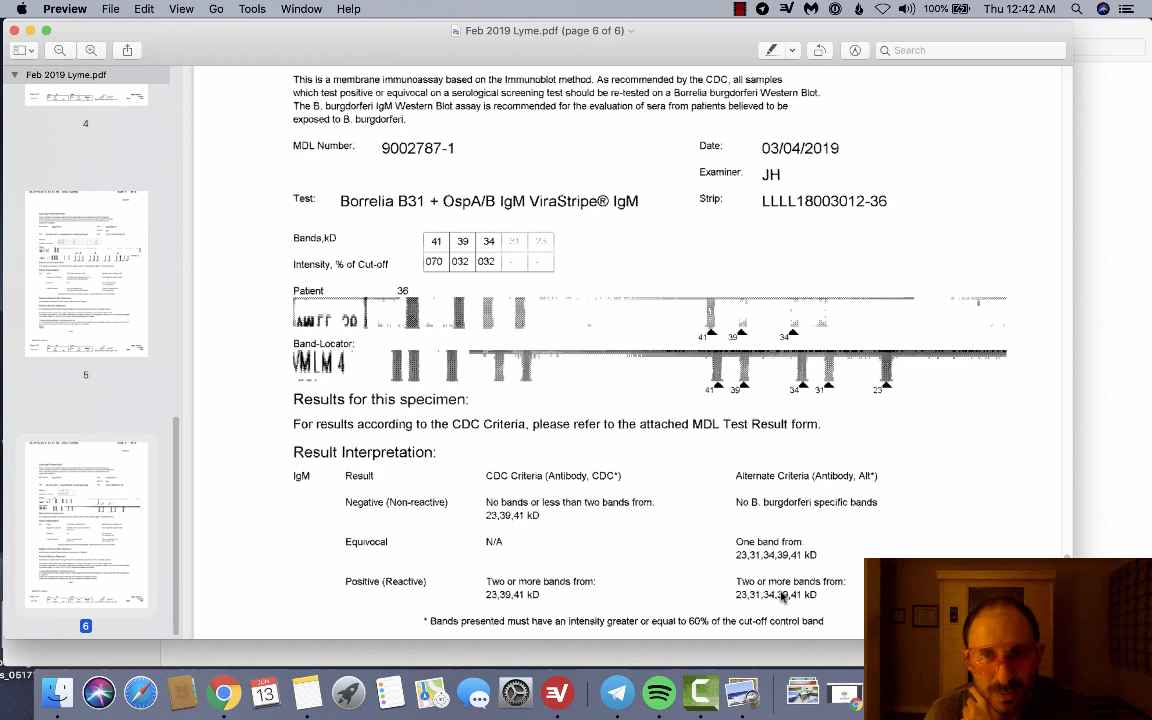 Preview File Edit View Go Tools Window Help 100% Thu 12:42 AM
Feb 2019 Lyme.pdf (page 6 of 6)
Search
Feb 2019 Lyme.pdf
4
5
6
This is a membrane immunoassay based on the Immunoblot method. As recommended by the CDC, all samples
which test positive or equivocal on a serological screening test should be re-tested on a Borrelia burgdorferi Western Blot.
The B. burgdorferi IgM Western Blot assay is recommended for the evaluation of sera from patients believed to be
exposed to B. burgdorferi.
MDL Number: 9002787-1 Date: 03/04/2019
Examiner: JH
Test: Borrelia B31 + OspA/B IgM ViraStripe® IgM Strip: LLLL18003012-36
Bands,kD 41 39 34 31 23
Intensity, % of Cut-off 070 032 032 - -
Patient 36
41 39 34
Band-Locator:
41 39 34 31 23
Results for this specimen:
For results according to the CDC Criteria, please refer to the attached MDL Test Result form.
Result Interpretation:
IgM Result CDC Criteria (Antibody, CDC*) Alternate Criteria (Antibody, Alt*)
Negative (Non-reactive) No bands or less than two bands from: No B. burgdorferi specific bands
23,39,41 kD
Equivocal N/A One band from:
23,31,34,39,41 kD
Positive (Reactive) Two or more bands from: Two or more bands from:
23,39,41 kD 23,31,34,39,41 kD
* Bands presented must have an intensity greater or equal to 60% of the cut-off control band
JUN
13